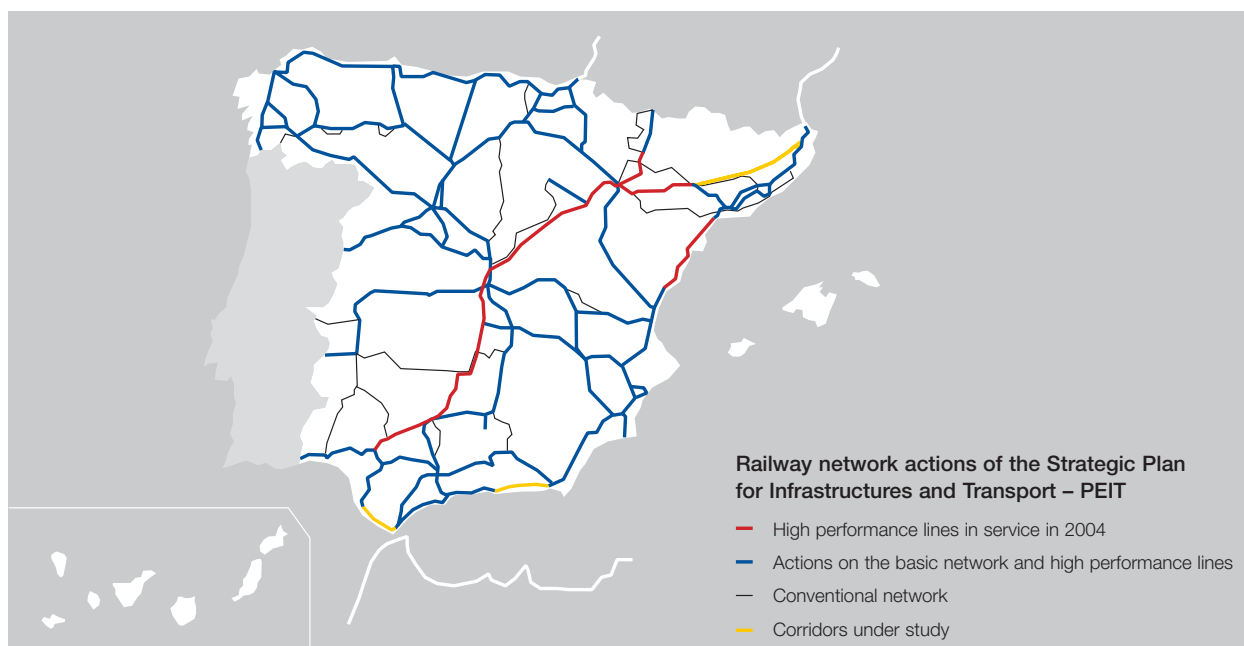 Railway network actions of the Strategic Plan
for Infrastructures and Transport – PEIT
High performance lines in service in 2004
Actions on the basic network and high performance lines
Conventional network
Corridors under study